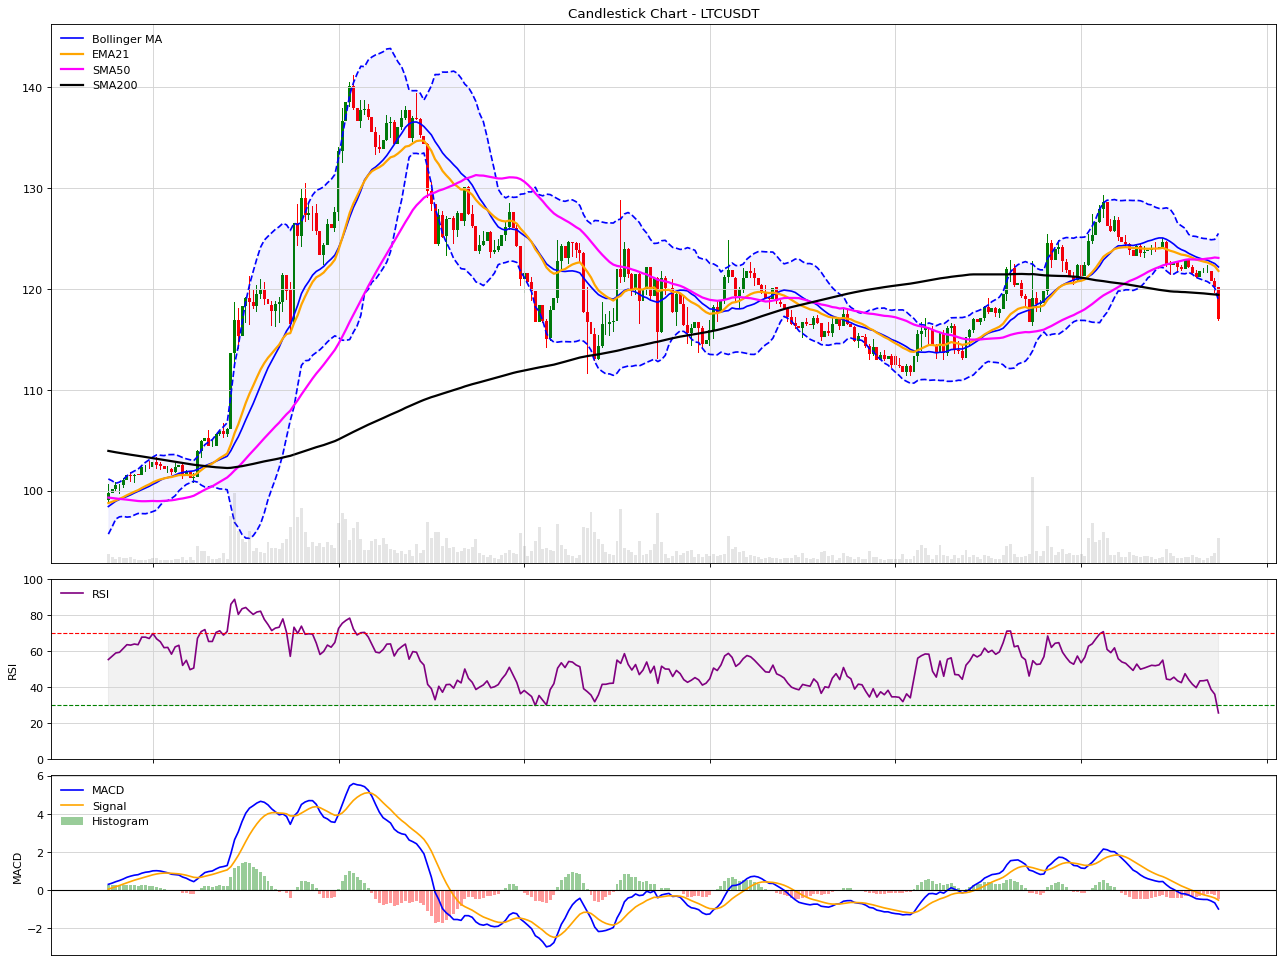 Candlestick Chart - LTCUSDT
Bollinger MA
EMA21
SMA50
SMA200
140
130
120
110
100
RSI
100
80
60
40
20
0
RSI
MACD
Signal
Histogram
6
4
2
0
−2
MACD